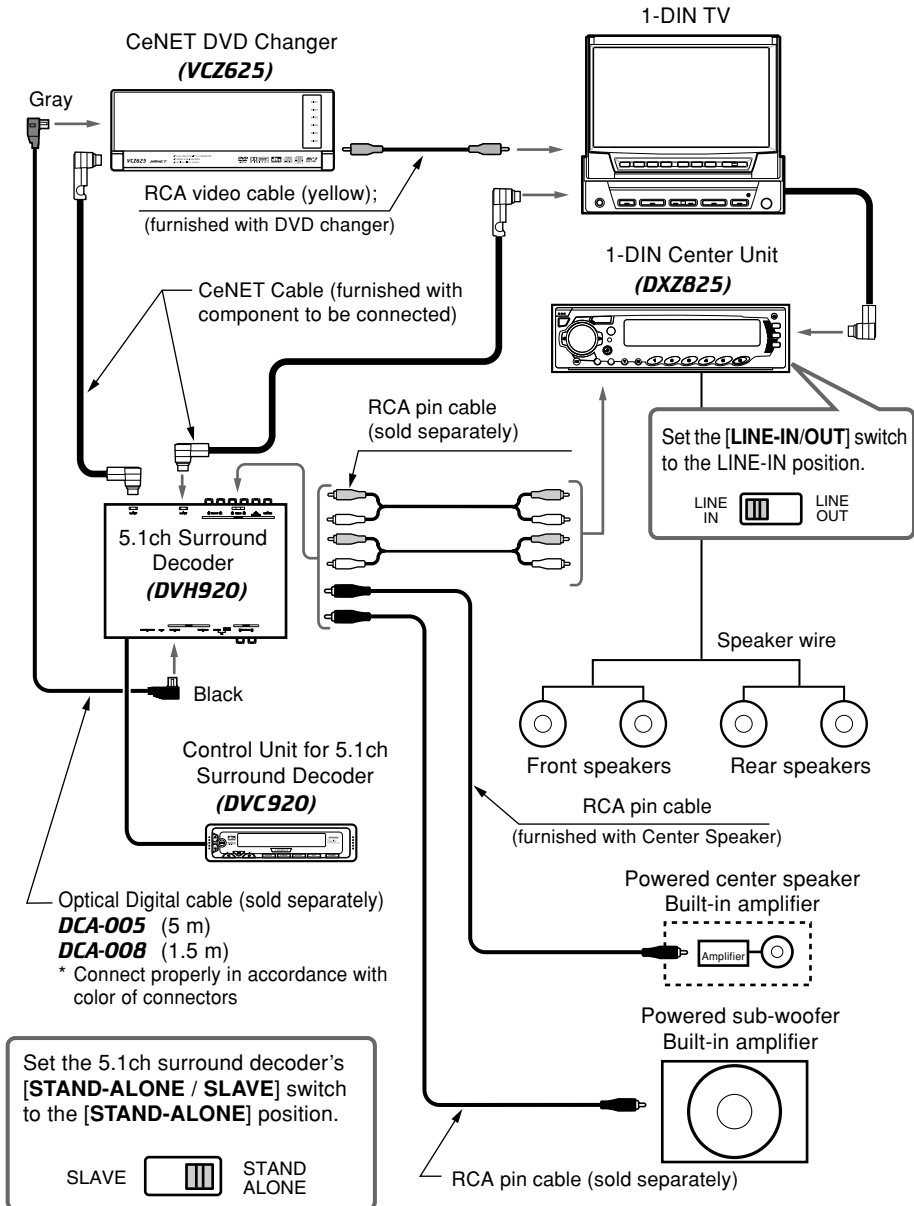 1-DIN TV
CeNET DVD Changer
(VCZ625)
Gray
VCZ625
RCA video cable (yellow);
(furnished with DVD changer)
1-DIN Center Unit
(DXZ825)
CeNET Cable (furnished with
component to be connected)
RCA pin cable
(sold separately)
Set the [LINE-IN/OUT] switch
to the LINE-IN position.
LINE
IN
LINE
OUT
5.1ch Surround
Decoder
(DVH920)
Speaker wire
Black
Front speakers
Rear speakers
Control Unit for 5.1ch
Surround Decoder
(DVC920)
RCA pin cable
(furnished with Center Speaker)
Optical Digital cable (sold separately)
DCA-005 (5 m)
DCA-008 (1.5 m)
* Connect properly in accordance with
color of connectors
Powered center speaker
Built-in amplifier
Amplifier
Powered sub-woofer
Built-in amplifier
Set the 5.1ch surround decoder's
[STAND-ALONE / SLAVE] switch
to the [STAND-ALONE] position.
SLAVE
STAND
ALONE
RCA pin cable (sold separately)